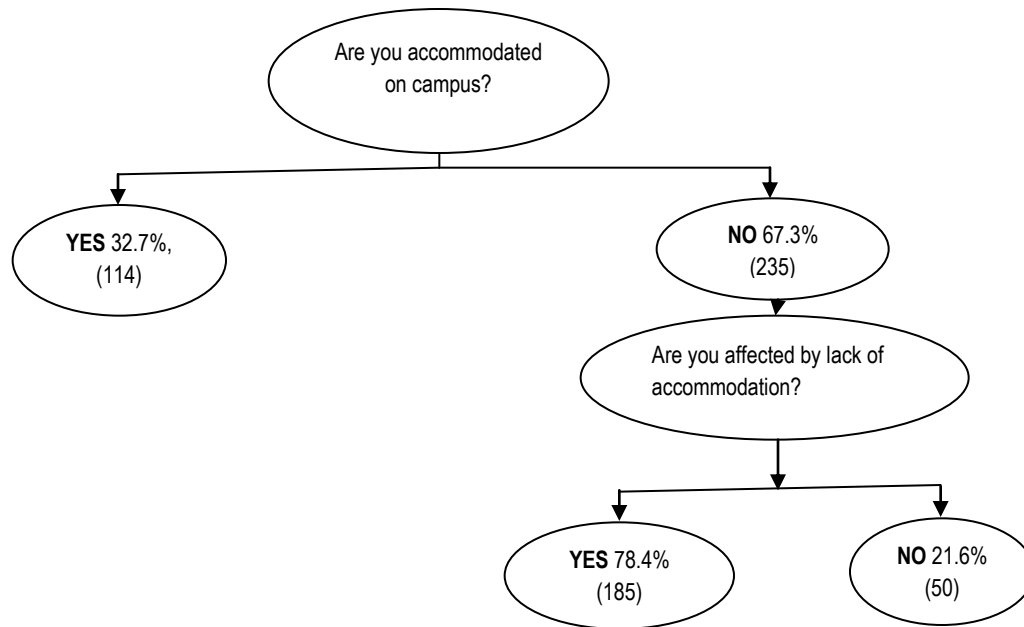 Are you accommodated
on campus?
YES 32.7%,
(114)
NO 67.3%
(235)
Are you affected by lack of
accommodation?
YES 78.4%
(185)
NO 21.6%
(50)